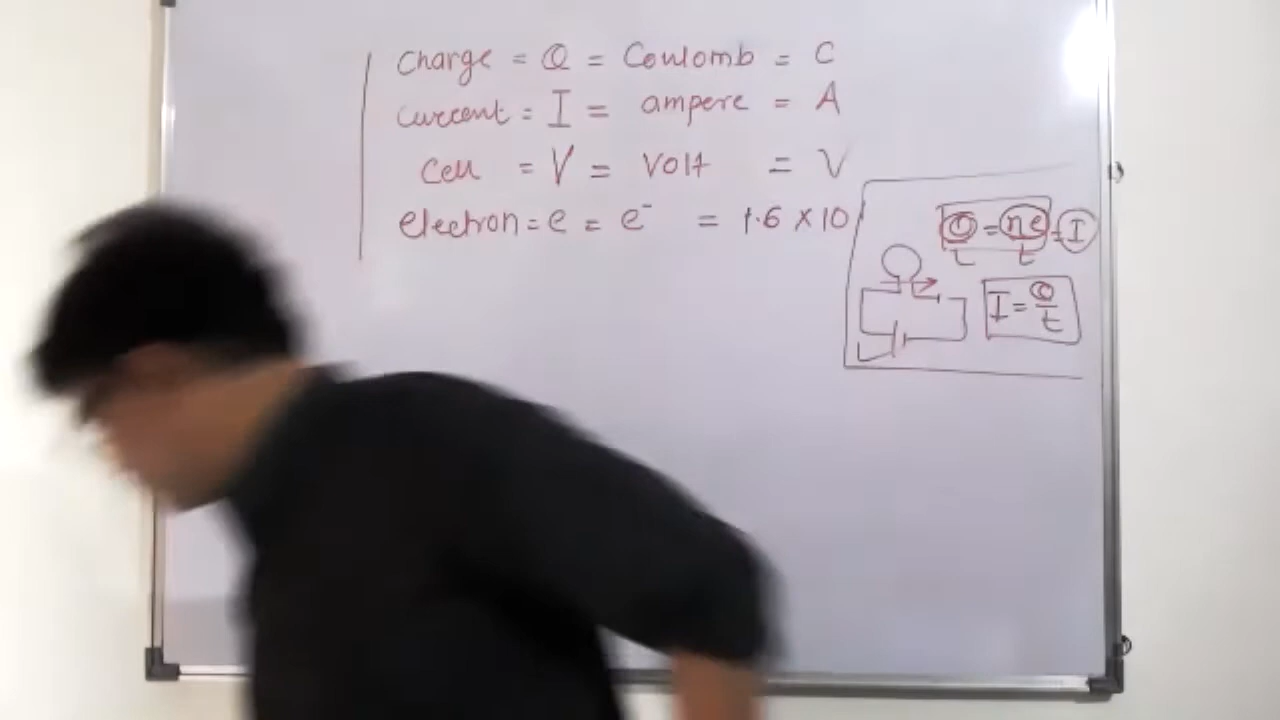 Charge = Q = Coulomb = C
Current = I = ampere = A
Cell = V = Volt = V
electron = e = e⁻ = 1.6 × 10
Q/t = ne/t = I
I = Q/t